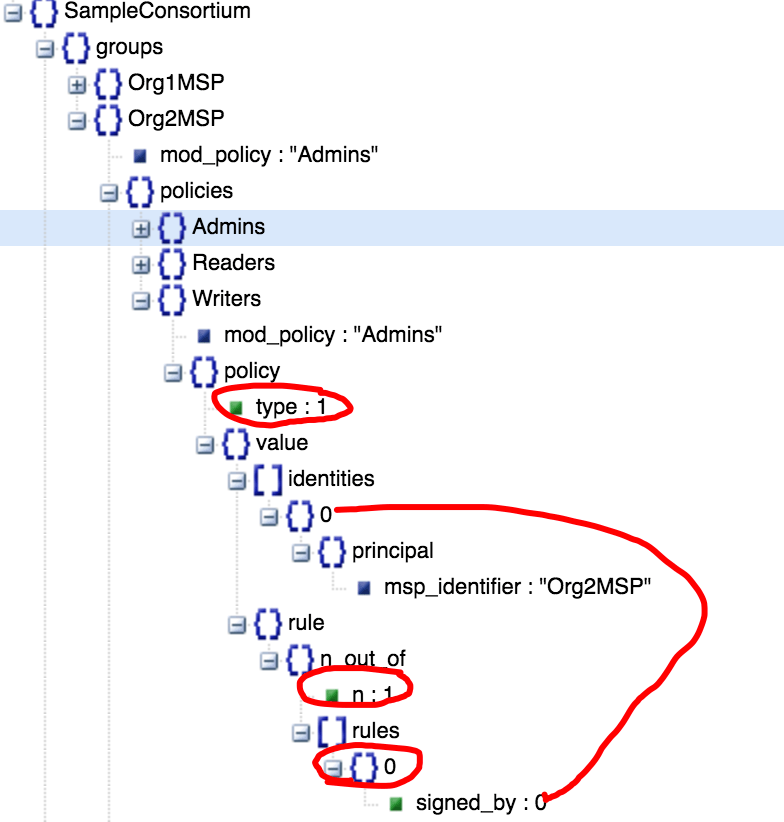 SampleConsortium
groups
Org1MSP
Org2MSP
mod_policy : "Admins"
policies
Admins
Readers
Writers
mod_policy : "Admins"
policy
type : 1
value
identities
0
principal
msp_identifier : "Org2MSP"
rule
n_out_of
n : 1
rules
0
signed_by : 0